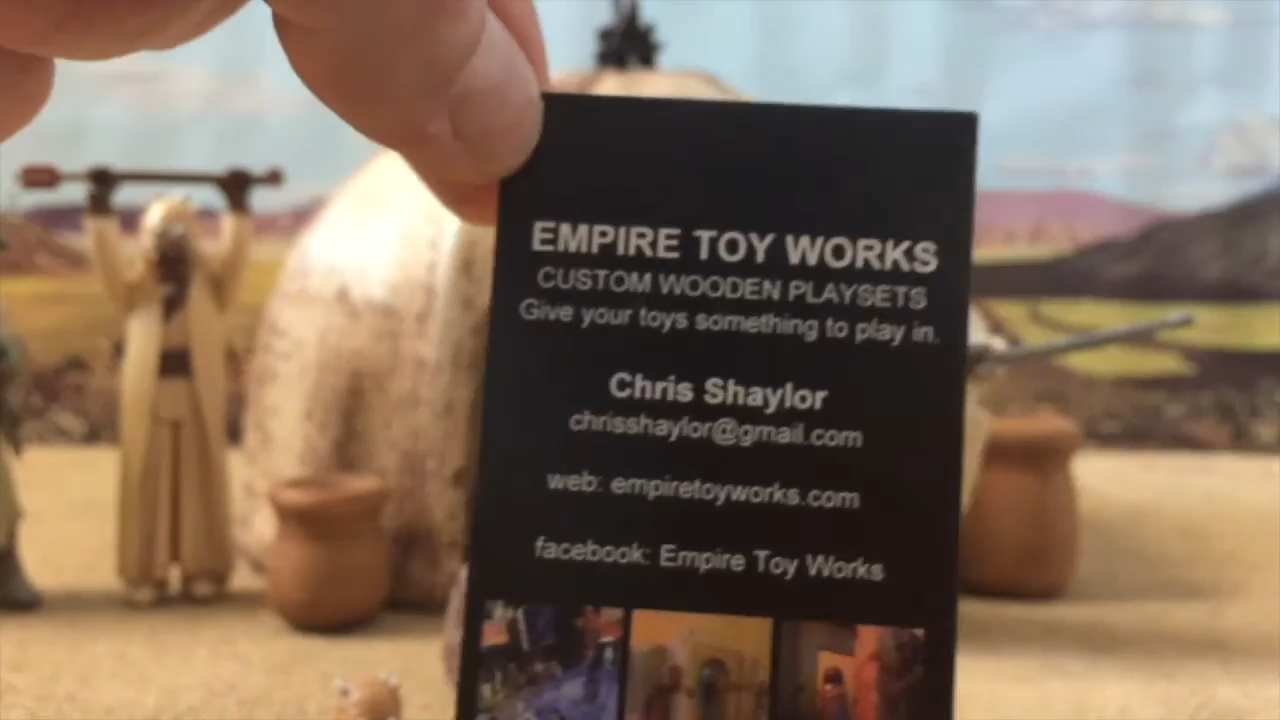 EMPIRE TOY WORKS
CUSTOM WOODEN PLAYSETS
Give your toys something to play in.
Chris Shaylor
chrisshaylor@gmail.com
web: empiretoyworks.com
facebook: Empire Toy Works